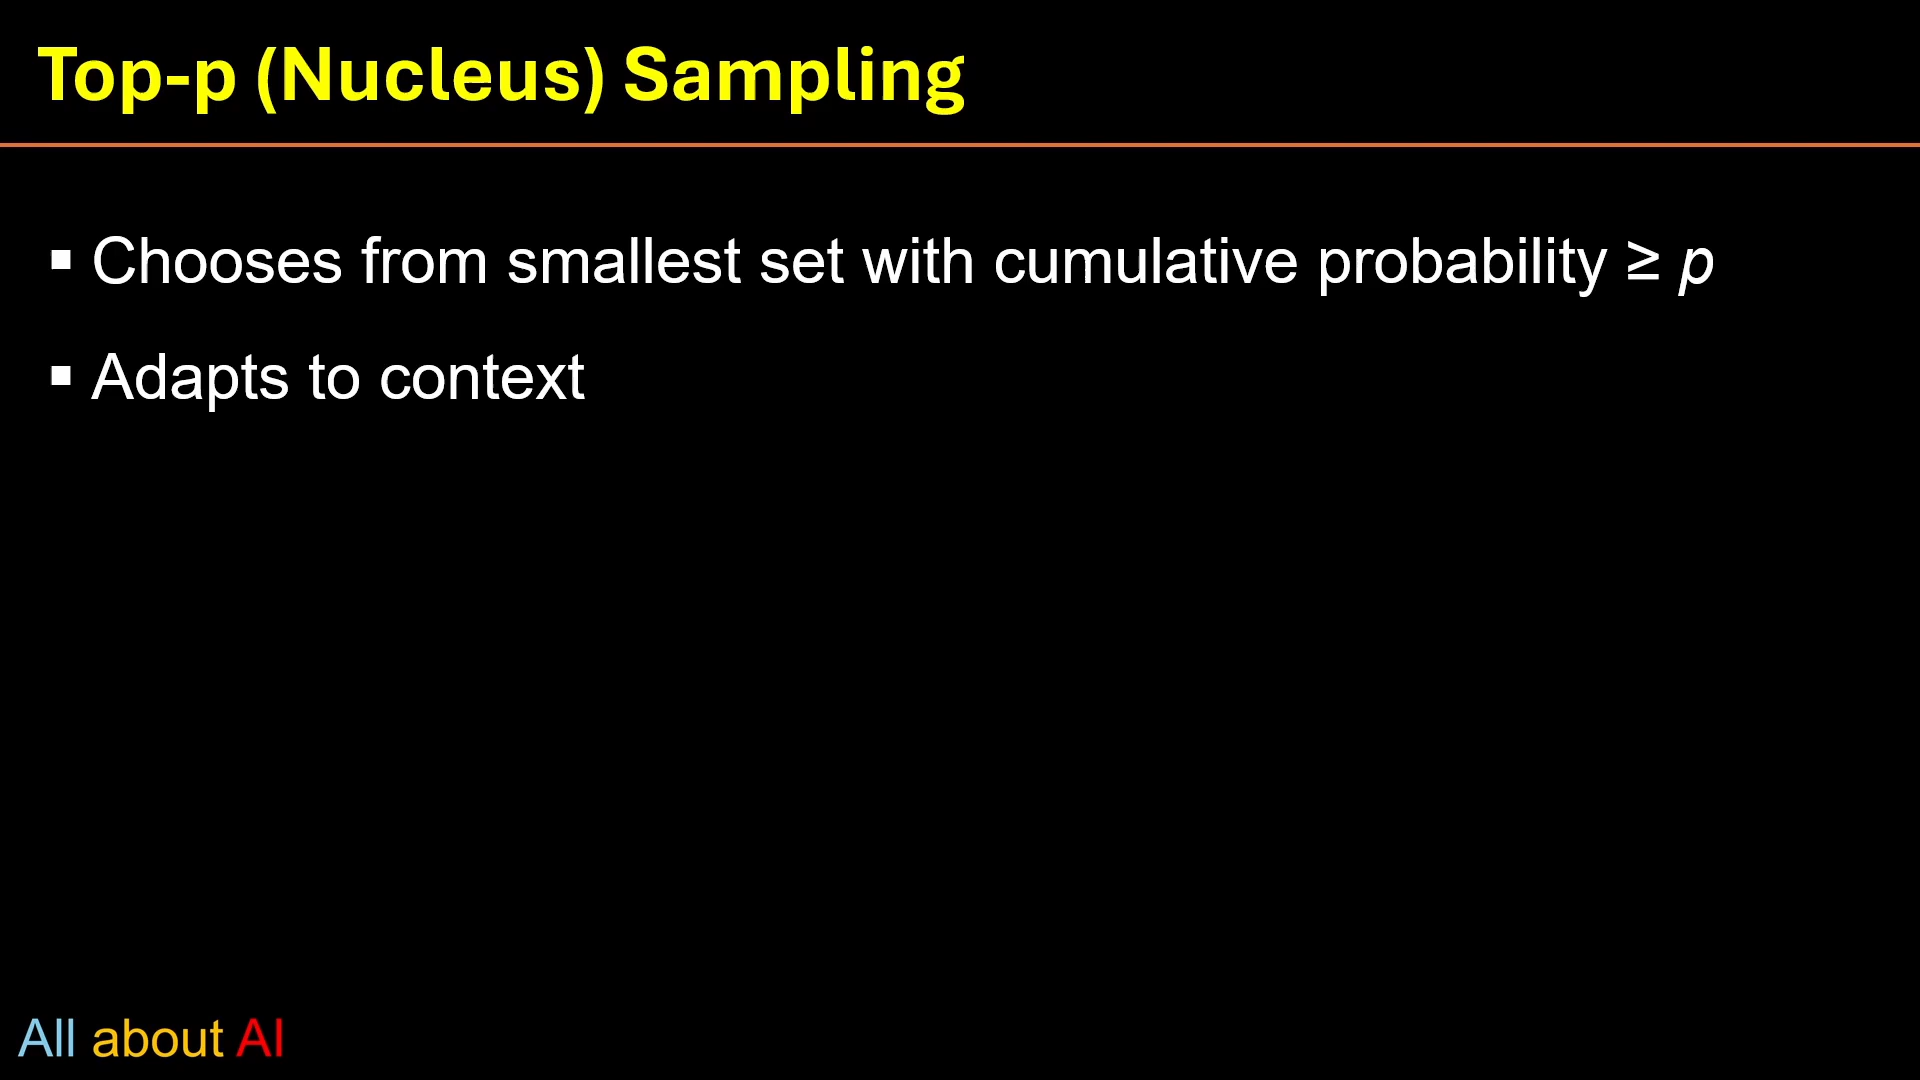 Top-p (Nucleus) Sampling
▪ Chooses from smallest set with cumulative probability ≥ p
▪ Adapts to context
All about AI